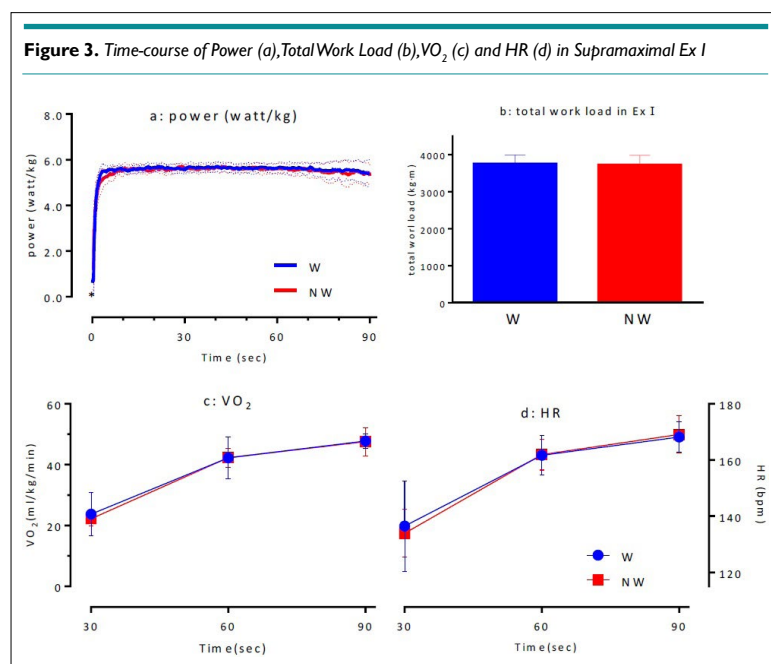 Figure 3. Time-course of Power (a),Total Work Load (b),VO₂ (c) and HR (d) in Supramaximal Ex I
a: power (watt/kg)
power (watt/kg)
8.0
6.0
4.0
2.0
0.0
*
W
NW
0
30
60
90
Time (sec)
b: total work load in Ex I
total worl load (kg·m)
4000
3000
2000
1000
0
W
NW
c: VO₂
VO₂(ml/kg/min)
60
40
20
0
30
60
90
Time(sec)
d: HR
HR (bpm)
180
160
140
120
W
NW
30
60
90
Time(sec)